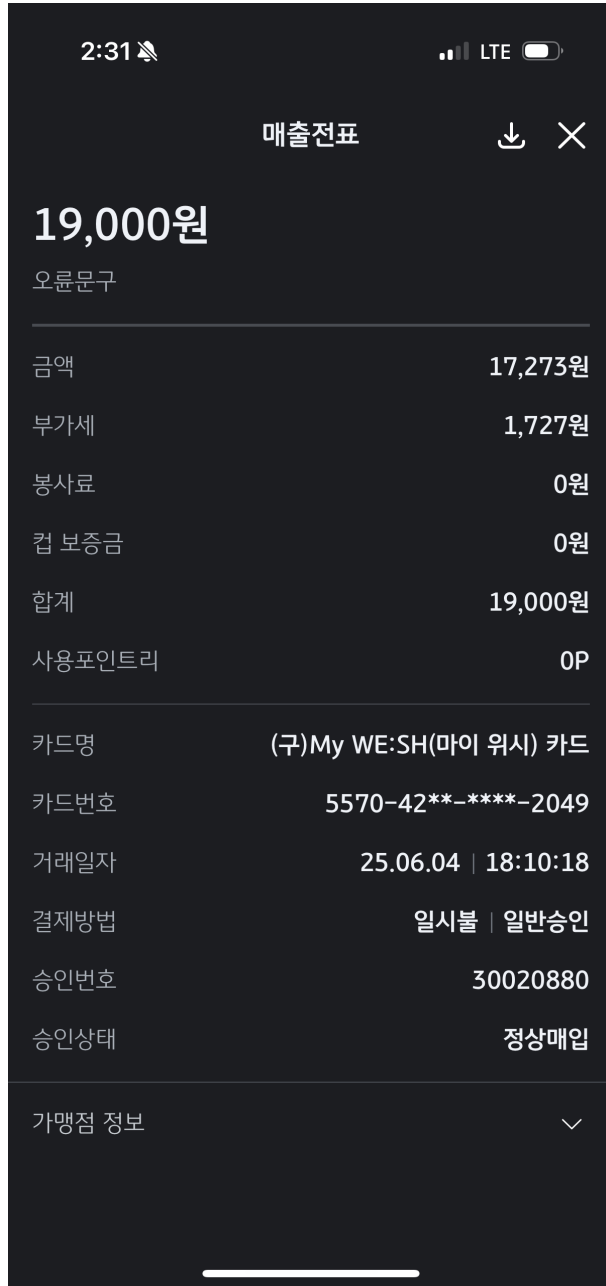 2:31
LTE
매출전표
19,000원
오륜문구
금액 17,273원
부가세 1,727원
봉사료 0원
컵 보증금 0원
합계 19,000원
사용포인트리 0P
카드명 (구)My WE:SH(마이 위시) 카드
카드번호 5570-42**-****-2049
거래일자 25.06.04 | 18:10:18
결제방법 일시불 | 일반승인
승인번호 30020880
승인상태 정상매입
가맹점 정보